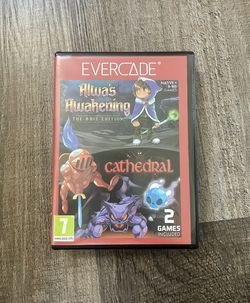 EVERCADE®
Alwa's
Awakening
THE 8-BIT EDITION
cathedral
7
2
GAMES
INCLUDED